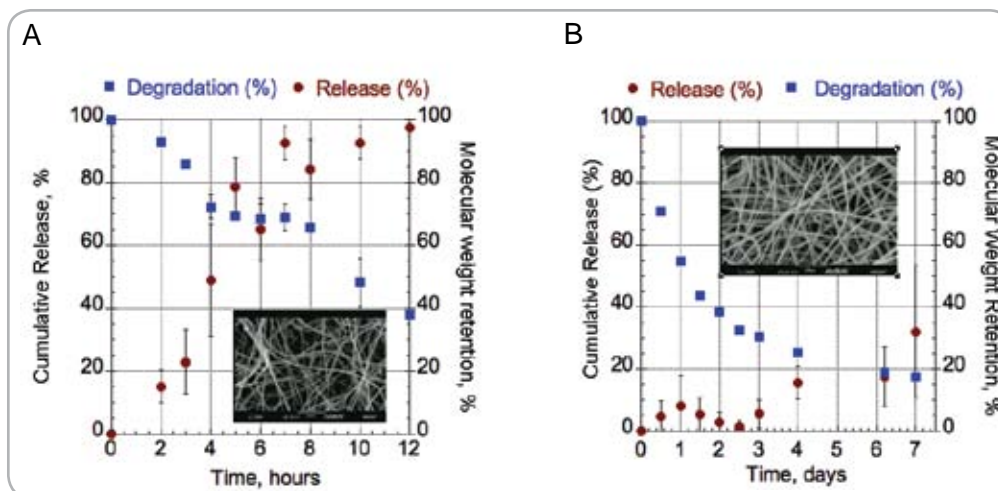 A
Degradation (%) Release (%)
Cumulative Release, %
100
80
60
40
20
0
100
80
60
40
20
0
Molecular weight retention, %
0 2 4 6 8 10 12
Time, hours
B
Release (%) Degradation (%)
Cumulative Release (%)
100
80
60
40
20
0
100
80
60
40
20
0
Molecular Weight Retention, %
0 1 2 3 4 5 6 7
Time, days